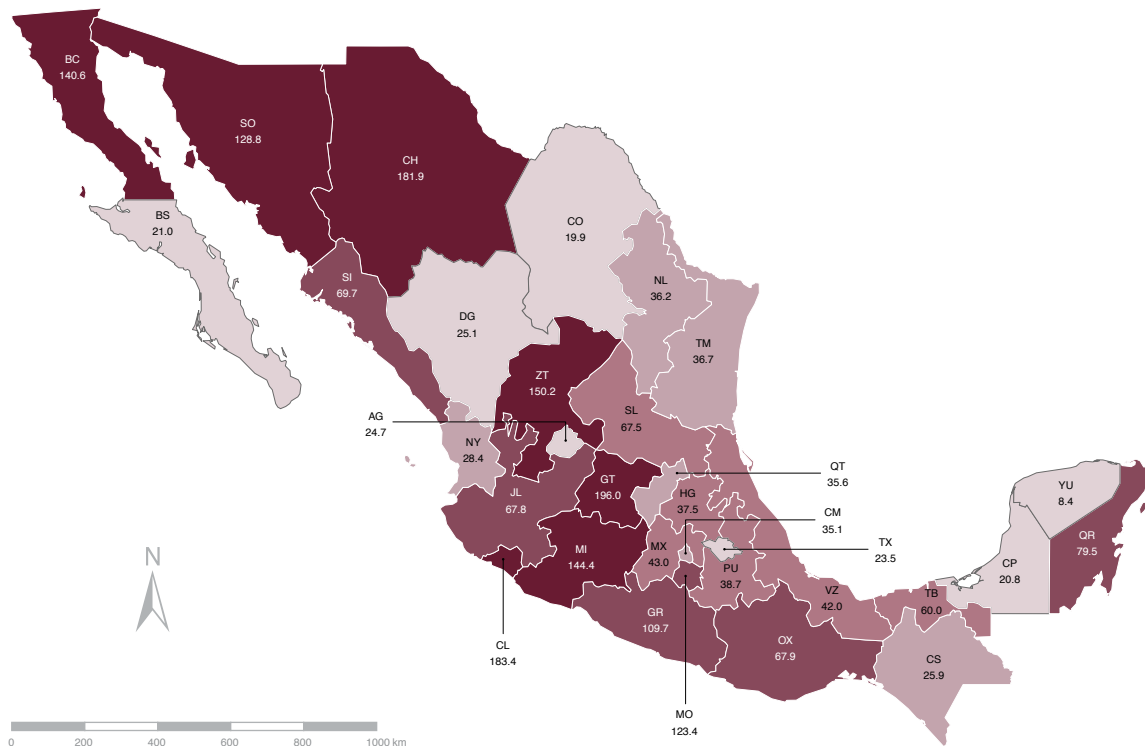 BC
140.6
SO
128.8
CH
181.9
BS
21.0
CO
19.9
SI
69.7
NL
36.2
DG
25.1
TM
36.7
ZT
150.2
AG
24.7
SL
67.5
NY
28.4
QT
35.6
GT
196.0
JL
67.8
HG
37.5
YU
8.4
CM
35.1
QR
79.5
TX
23.5
MX
43.0
MI
144.4
CP
20.8
PU
38.7
VZ
42.0
TB
60.0
N
GR
109.7
OX
67.9
CL
183.4
CS
25.9
MO
123.4
0 200 400 600 800 1000 km